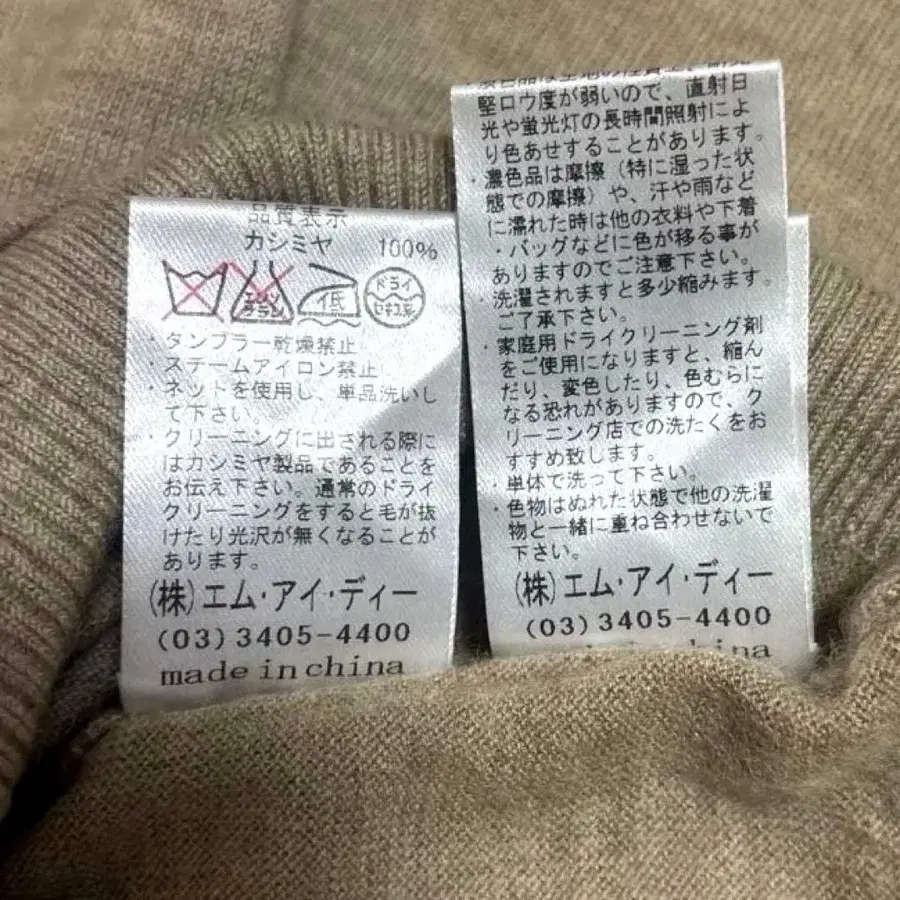 品質表示
カシミヤ 100%
エンソ
サラシ
低
ドライ
セキユ系
・タンブラー乾燥禁止
・スチームアイロン禁止
・ネットを使用し、単品洗いし
て下さい。
・クリーニングに出される際に
はカシミヤ製品であることを
お伝え下さい。通常のドライ
クリーニングをすると毛が抜
けたり光沢が無くなることが
あります。
(株)エム・アイ・ディー
(03)3405-4400
made in china
堅ロウ度が弱いので、直射日
光や蛍光灯の長時間照射によ
り色あせすることがあります。
・濃色品は摩擦(特に湿った状
態での摩擦)や、汗や雨など
に濡れた時は他の衣料や下着
・バッグなどに色が移る事が
ありますのでご注意下さい。
・洗濯されますと多少縮みます。
ご了承下さい。
・家庭用ドライクリーニング剤
をご使用になりますと、縮ん
だり、変色したり、色むらに
なる恐れがありますので、ク
リーニング店での洗たくをお
すすめ致します。
・単体で洗って下さい。
・色物はぬれた状態で他の洗濯
物と一緒に重ね合わせないで
下さい。
(株)エム・アイ・ディー
(03)3405-4400